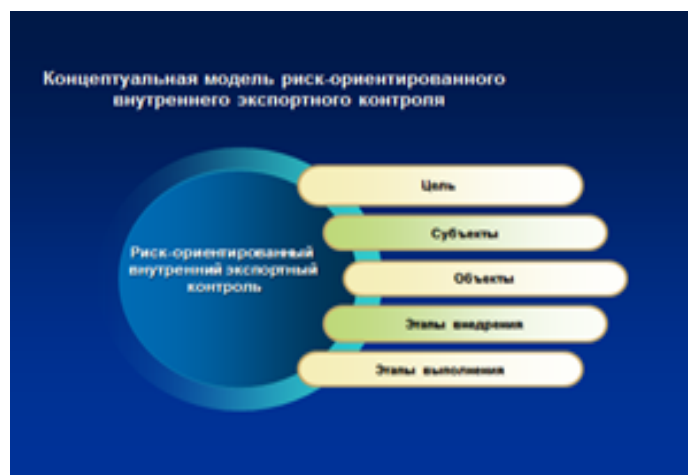 Концептуальная модель риск-ориентированного
внутреннего экспортного контроля
Цель
Субъекты
Риск-ориентированный
внутренний экспортный
контроль
Объекты
Этапы внедрения
Этапы выполнения